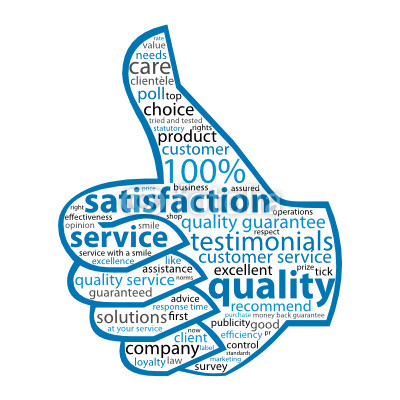 rate
value
needs
care
clientèle
poll top
choice
tried and tested
statutory rights
product
customer
100%
price business assured
satisfaction
right shop operations
effectiveness quality guarantee
opinion smile respect
service testimonials
service with a smile customer service
excellence like prize
assistance excellent tick
quality service norms quality
guaranteed advice recommend
response time purchase money back guarantee
solutions first publicity good
at your service now efficiency pr
client label control
company standards
loyalty law marketing
survey